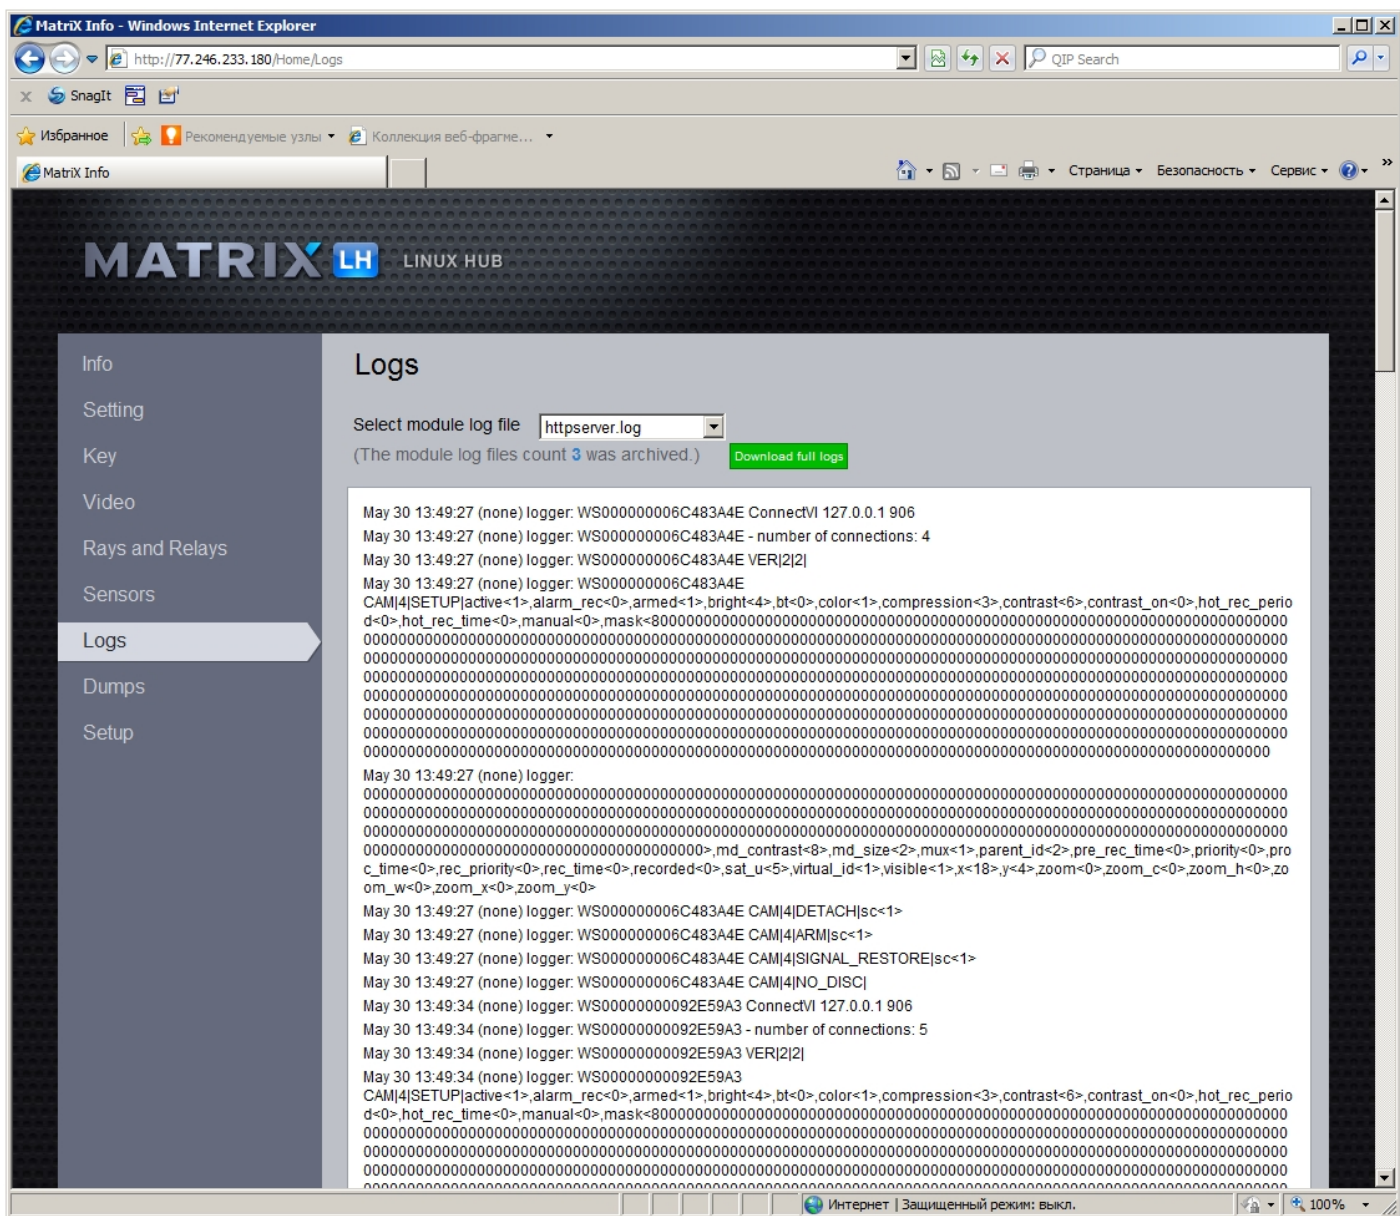 MatriX Info - Windows Internet Explorer
http://77.246.233.180/Home/Logs
QIP Search
x SnagIt
Избранное Рекомендуемые узлы Коллекция веб-фрагме...
MatriX Info
Страница Безопасность Сервис »
MATRIX LH LINUX HUB
Info
Setting
Key
Video
Rays and Relays
Sensors
Logs
Dumps
Setup
Logs
Select module log file httpserver.log
(The module log files count 3 was archived.) Download full logs
May 30 13:49:27 (none) logger: WS000000006C483A4E ConnectVI 127.0.0.1 906
May 30 13:49:27 (none) logger: WS000000006C483A4E - number of connections: 4
May 30 13:49:27 (none) logger: WS000000006C483A4E VER|2|2|
May 30 13:49:27 (none) logger: WS000000006C483A4E
CAM|4|SETUP|active<1>,alarm_rec<0>,armed<1>,bright<4>,bt<0>,color<1>,compression<3>,contrast<6>,contrast_on<0>,hot_rec_perio
d<0>,hot_rec_time<0>,manual<0>,mask<8
May 30 13:49:27 (none) logger:
>,md_contrast<8>,md_size<2>,mux<1>,parent_id<2>,pre_rec_time<0>,priority<0>,pro
c_time<0>,rec_priority<0>,rec_time<0>,recorded<0>,sat_u<5>,virtual_id<1>,visible<1>,x<18>,y<4>,zoom<0>,zoom_c<0>,zoom_h<0>,zo
om_w<0>,zoom_x<0>,zoom_y<0>
May 30 13:49:27 (none) logger: WS000000006C483A4E CAM|4|DETACH|sc<1>
May 30 13:49:27 (none) logger: WS000000006C483A4E CAM|4|ARM|sc<1>
May 30 13:49:27 (none) logger: WS000000006C483A4E CAM|4|SIGNAL_RESTORE|sc<1>
May 30 13:49:27 (none) logger: WS000000006C483A4E CAM|4|NO_DISC|
May 30 13:49:34 (none) logger: WS00000000092E59A3 ConnectVI 127.0.0.1 906
May 30 13:49:34 (none) logger: WS00000000092E59A3 - number of connections: 5
May 30 13:49:34 (none) logger: WS00000000092E59A3 VER|2|2|
May 30 13:49:34 (none) logger: WS00000000092E59A3
CAM|4|SETUP|active<1>,alarm_rec<0>,armed<1>,bright<4>,bt<0>,color<1>,compression<3>,contrast<6>,contrast_on<0>,hot_rec_perio
d<0>,hot_rec_time<0>,manual<0>,mask<8
Интернет | Защищенный режим: выкл.
100%